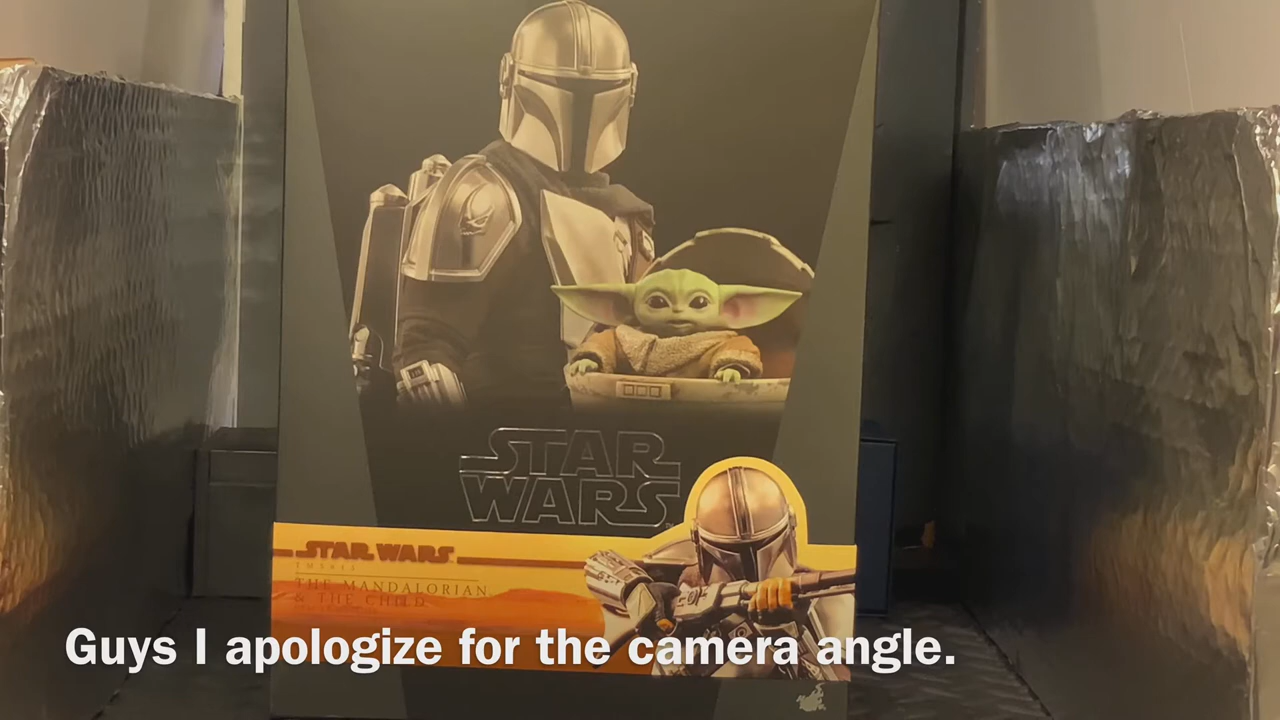 STAR
WARS
STAR WARS
THE MANDALORIAN
& THE CHILD
Guys I apologize for the camera angle.